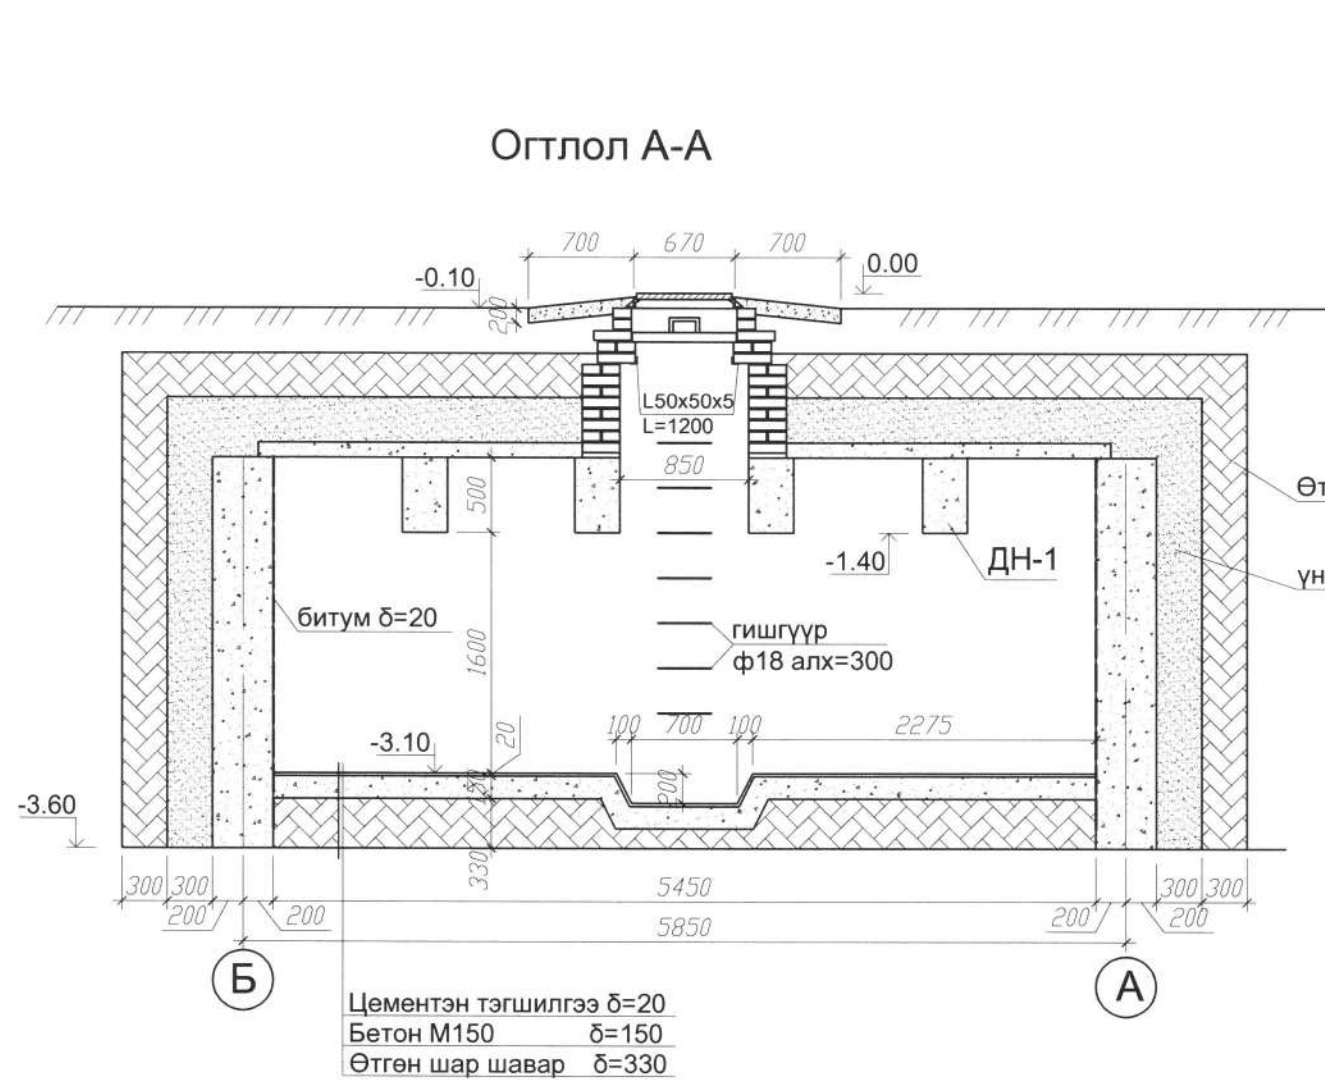 Огтлол А-А
700 670 700
-0.10
0.00
200
L50x50x5
L=1200
850
500
Өт
-1.40
ДН-1
үн
битум δ=20
1600
гишгүүр
ф18 алх=300
20
100 700 100 2275
-3.10
200
150
-3.60
330
300 300 5450 300 300
200 200 200 200
5850
Б А
Цементэн тэгшилгээ δ=20
Бетон М150 δ=150
Өтгөн шар шавар δ=330